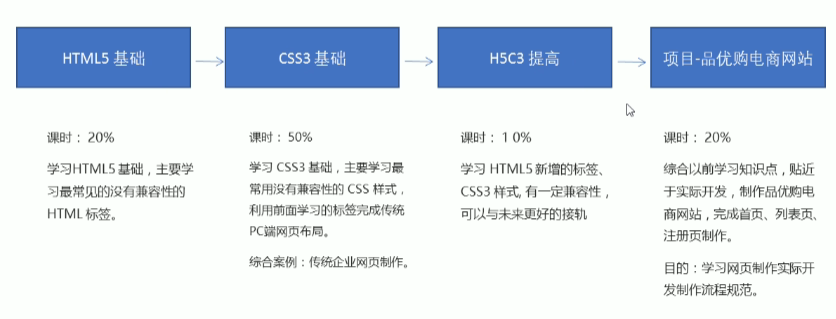 HTML5 基础
CSS3 基础
H5C3 提高
项目-品优购电商网站
课时： 20%
学习HTML5 基础，主要学
习最常见的没有兼容性的
HTML 标签。
课时： 50%
学习 CSS3 基础，主要学习最
常用没有兼容性的 CSS 样式，
利用前面学习的标签完成传统
PC端网页布局。
综合案例：传统企业网页制作。
课时： 1 0%
学习 HTML5 新增的标签、
CSS3 样式, 有一定兼容性，
可以与未来更好的接轨
课时： 20%
综合以前学习知识点，贴近
于实际开发，制作品优购电
商网站，完成首页、列表页、
注册页制作。
目的：学习网页制作实际开
发制作流程规范。